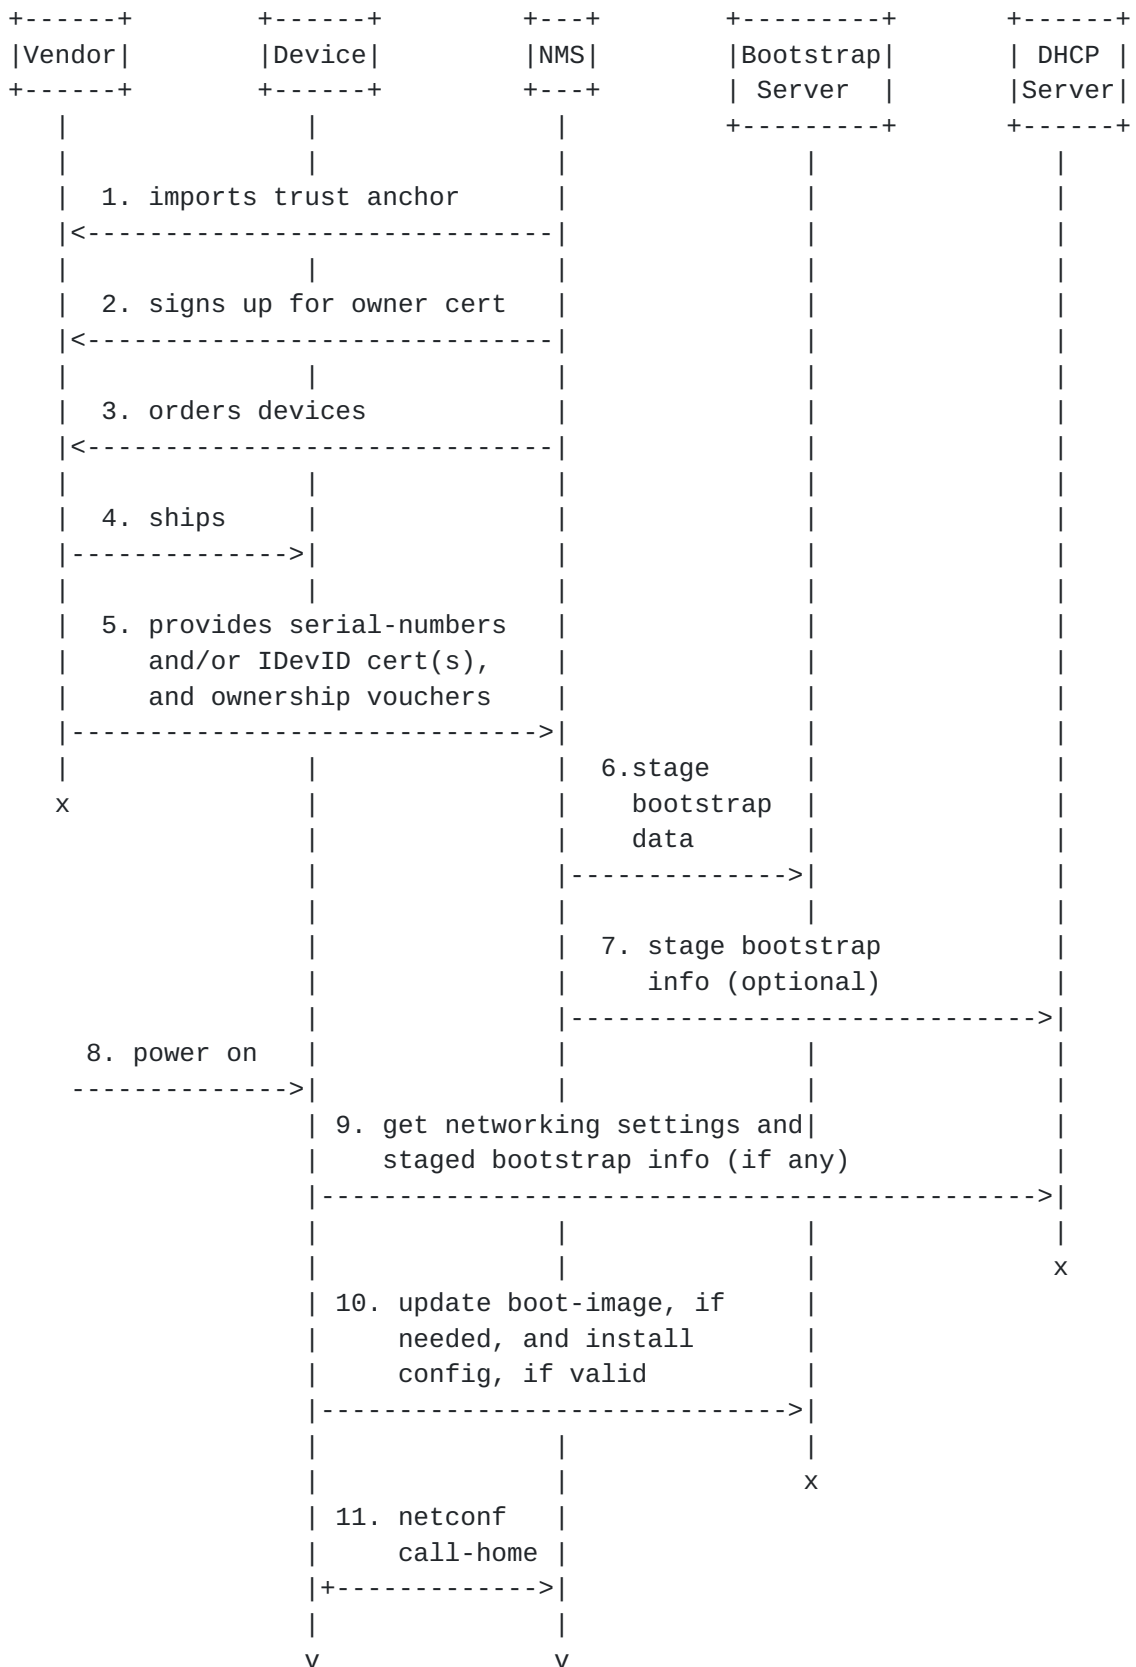 +------+        +------+         +---+        +---------+       +------+
|Vendor|        |Device|         |NMS|        |Bootstrap|       | DHCP |
+------+        +------+         +---+        | Server  |       |Server|
   |               |               |          +---------+       +------+
   |               |               |               |               |
   |  1. imports trust anchor      |               |               |
   |<------------------------------|               |               |
   |               |               |               |               |
   |  2. signs up for owner cert   |               |               |
   |<------------------------------|               |               |
   |               |               |               |               |
   |  3. orders devices            |               |               |
   |<------------------------------|               |               |
   |               |               |               |               |
   |  4. ships     |               |               |               |
   |-------------->|               |               |               |
   |               |               |               |               |
   |  5. provides serial-numbers   |               |               |
   |     and/or IDevID cert(s),    |               |               |
   |     and ownership vouchers    |               |               |
   |------------------------------>|               |               |
   |               |               |  6.stage      |               |
   x               |               |    bootstrap  |               |
                   |               |    data       |               |
                   |               |-------------->|               |
                   |               |               |               |
                   |               |  7. stage bootstrap           |
                   |               |     info (optional)           |
                   |               |------------------------------>|
     8. power on   |               |               |               |
    -------------->|               |               |               |
                   | 9. get networking settings and|               |
                   |    staged bootstrap info (if any)             |
                   |---------------------------------------------->|
                   |               |               |               |
                   |               |               |               x
                   | 10. update boot-image, if     |
                   |     needed, and install       |
                   |     config, if valid          |
                   |------------------------------>|
                   |               |               |
                   |               |               x
                   | 11. netconf   |
                   |     call-home |
                   |+------------->|
                   |               |
                   v               v